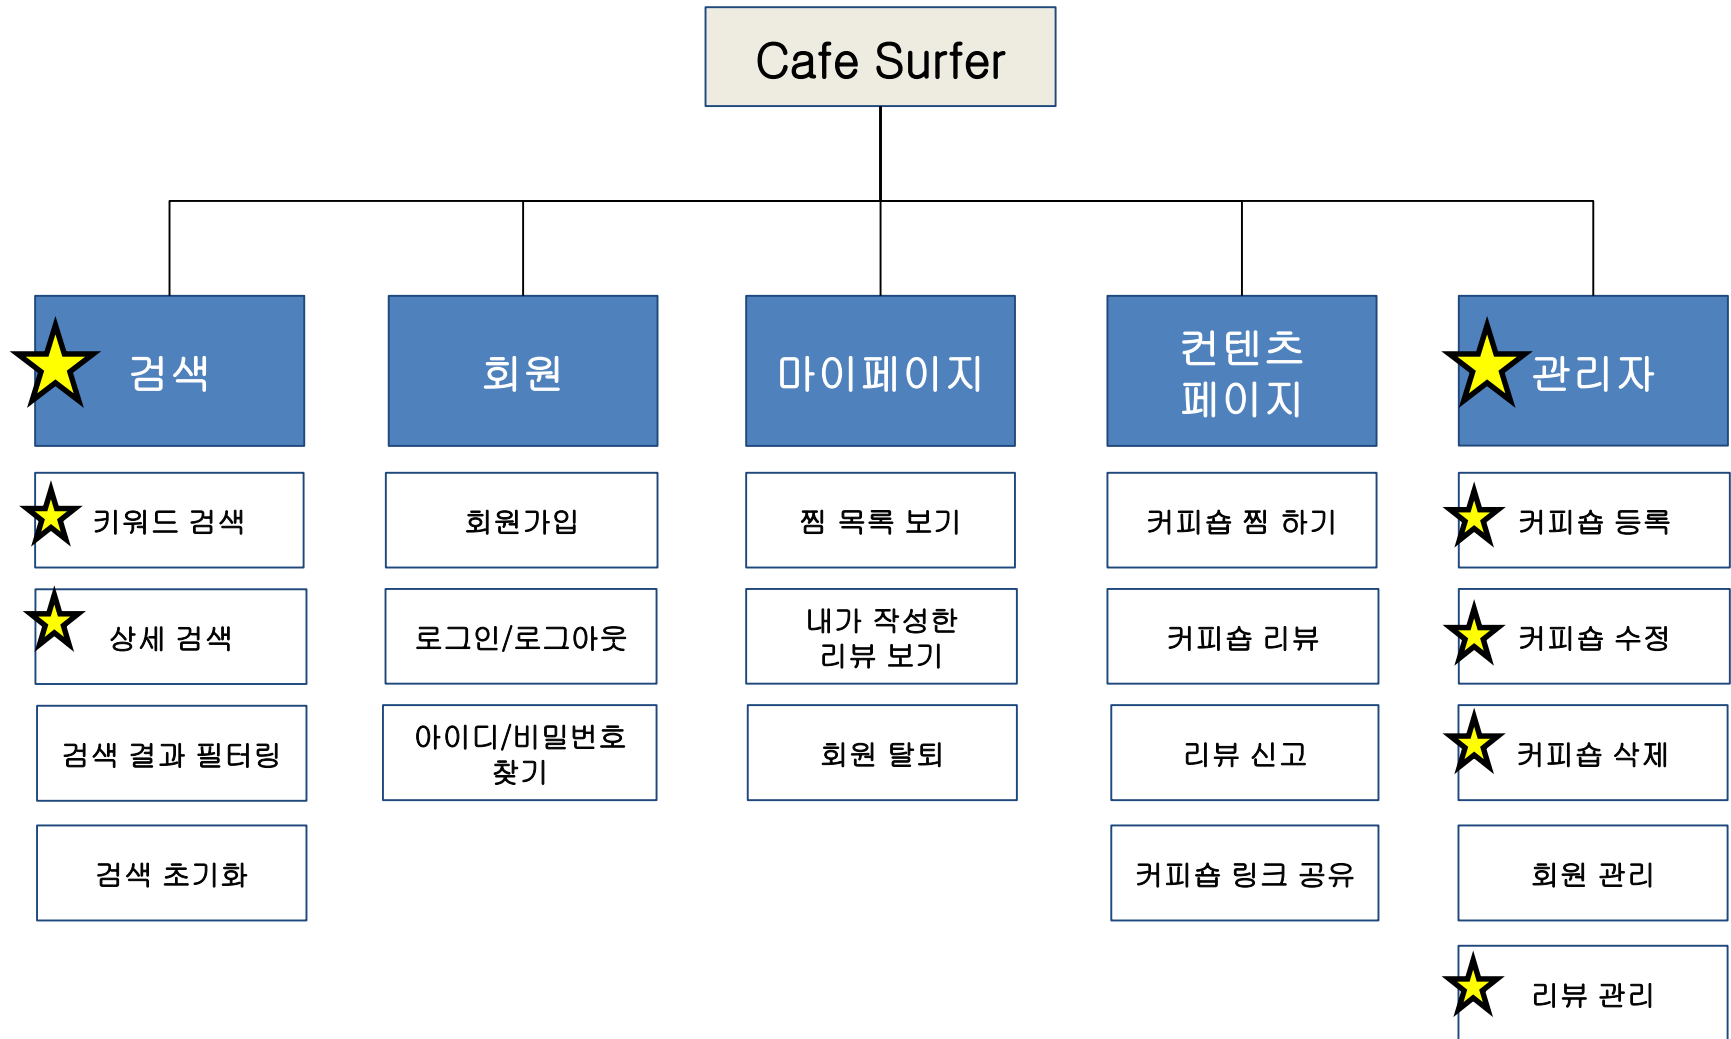 Cafe Surfer
검색
회원
마이페이지
컨텐츠
페이지
관리자
키워드 검색
회원가입
찜 목록 보기
커피숍 찜 하기
커피숍 등록
상세 검색
로그인/로그아웃
내가 작성한
리뷰 보기
커피숍 리뷰
커피숍 수정
검색 결과 필터링
아이디/비밀번호
찾기
회원 탈퇴
리뷰 신고
커피숍 삭제
검색 초기화
커피숍 링크 공유
회원 관리
리뷰 관리